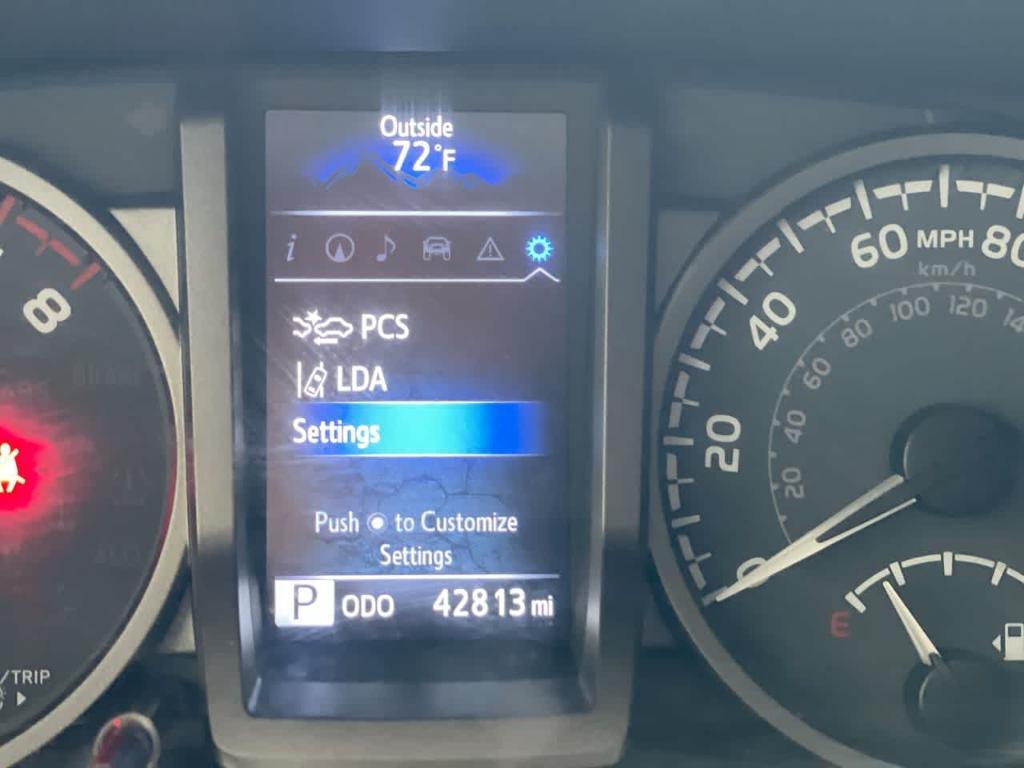 Outside
72°F
i
PCS
LDA
Settings
Push ◉ to Customize
Settings
P ODO 42813 mi
8
/TRIP
0
20
40
60 MPH 80
km/h
20
40
60
80
100
120
E